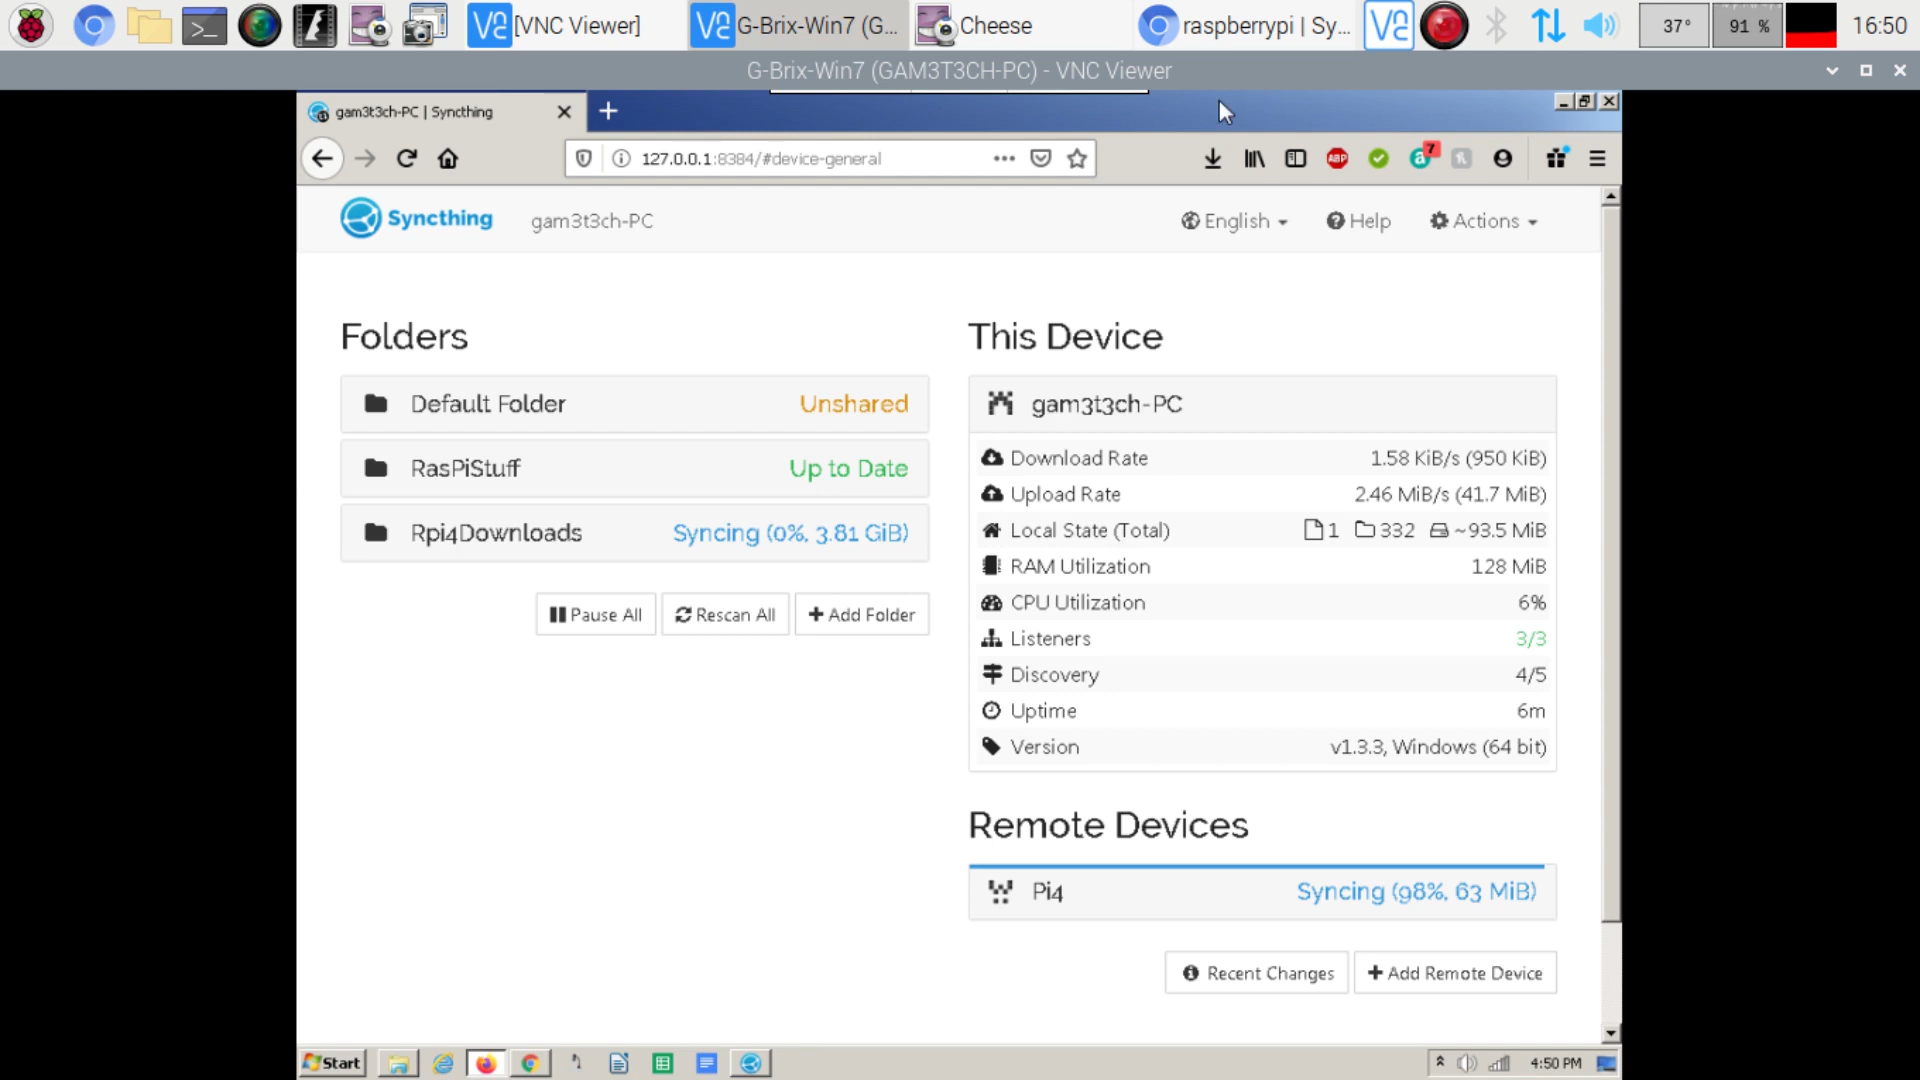 [VNC Viewer]
G-Brix-Win7 (G...
Cheese
raspberrypi | Sy...
37°
91 %
16:50
G-Brix-Win7 (GAM3T3CH-PC) - VNC Viewer
gam3t3ch-PC | Syncthing
127.0.0.1:8384/#device-general
ABP
7
Syncthing
gam3t3ch-PC
English
Help
Actions
Folders
Default Folder
Unshared
RasPiStuff
Up to Date
Rpi4Downloads
Syncing (0%, 3.81 GiB)
Pause All
Rescan All
Add Folder
This Device
gam3t3ch-PC
Download Rate
1.58 KiB/s (950 KiB)
Upload Rate
2.46 MiB/s (41.7 MiB)
Local State (Total)
1 332 ~93.5 MiB
RAM Utilization
128 MiB
CPU Utilization
6%
Listeners
3/3
Discovery
4/5
Uptime
6m
Version
v1.3.3, Windows (64 bit)
Remote Devices
Pi4
Syncing (98%, 63 MiB)
Recent Changes
Add Remote Device
Start
4:50 PM